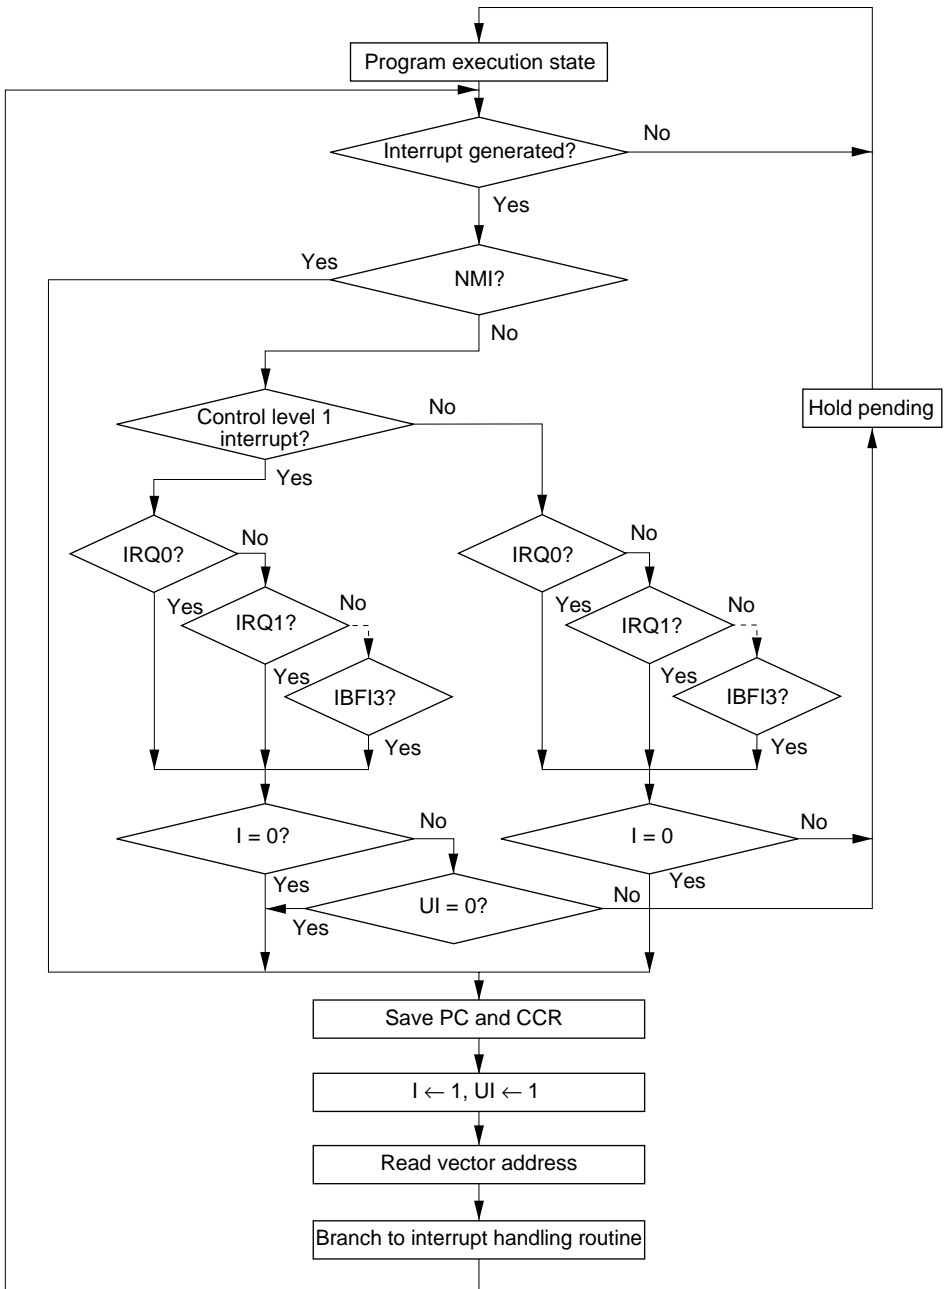 Program execution state
Interrupt generated?
No
Yes
Yes
NMI?
No
Control level 1
interrupt?
No
Yes
Hold pending
IRQ0?
No
Yes
IRQ1?
No
Yes
IBFI3?
Yes
IRQ0?
No
Yes
IRQ1?
No
Yes
IBFI3?
Yes
I = 0?
No
Yes
UI = 0?
No
Yes
I = 0
No
Yes
Save PC and CCR
I ← 1, UI ← 1
Read vector address
Branch to interrupt handling routine